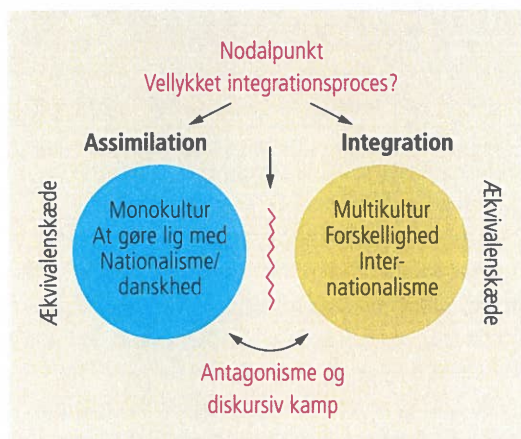 Nodalpunkt
Vellykket integrationsproces?
Assimilation
Integration
Ækvivalenskæde
Monokultur
At gøre lig med
Nationalisme/
danskhed
Multikultur
Forskellighed
Inter-
nationalisme
Ækvivalenskæde
Antagonisme og
diskursiv kamp